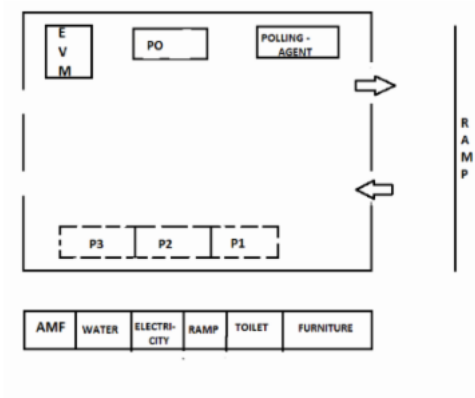 E
V
M
PO
POLLING -
AGENT
R
A
M
P
P3
P2
P1
AMF
WATER
ELECTRI-
CITY
RAMP
TOILET
FURNITURE